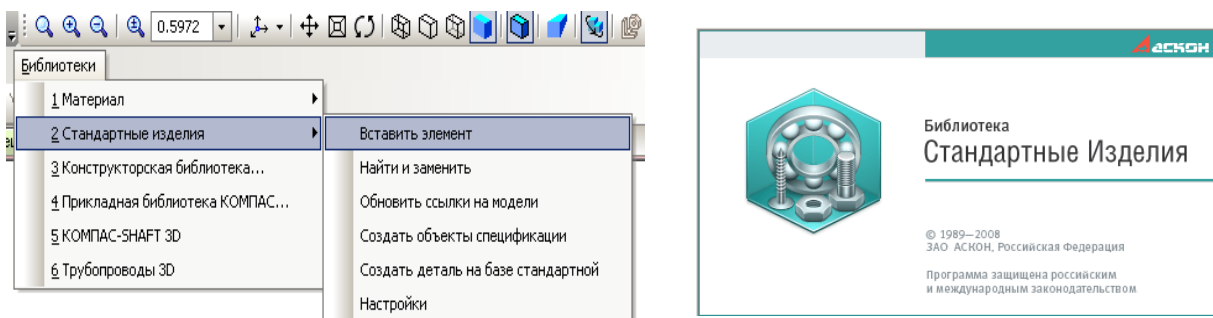 0.5972
Библиотеки
1 Материал
2 Стандартные изделия
3 Конструкторская библиотека...
4 Прикладная библиотека КОМПАС...
5 КОМПАС-SHAFT 3D
6 Трубопроводы 3D
Вставить элемент
Найти и заменить
Обновить ссылки на модели
Создать объекты спецификации
Создать деталь на базе стандартной
Настройки
АСКОН
Библиотека
Стандартные Изделия
© 1989—2008
ЗАО АСКОН, Российская Федерация
Программа защищена российским
и международным законодательством